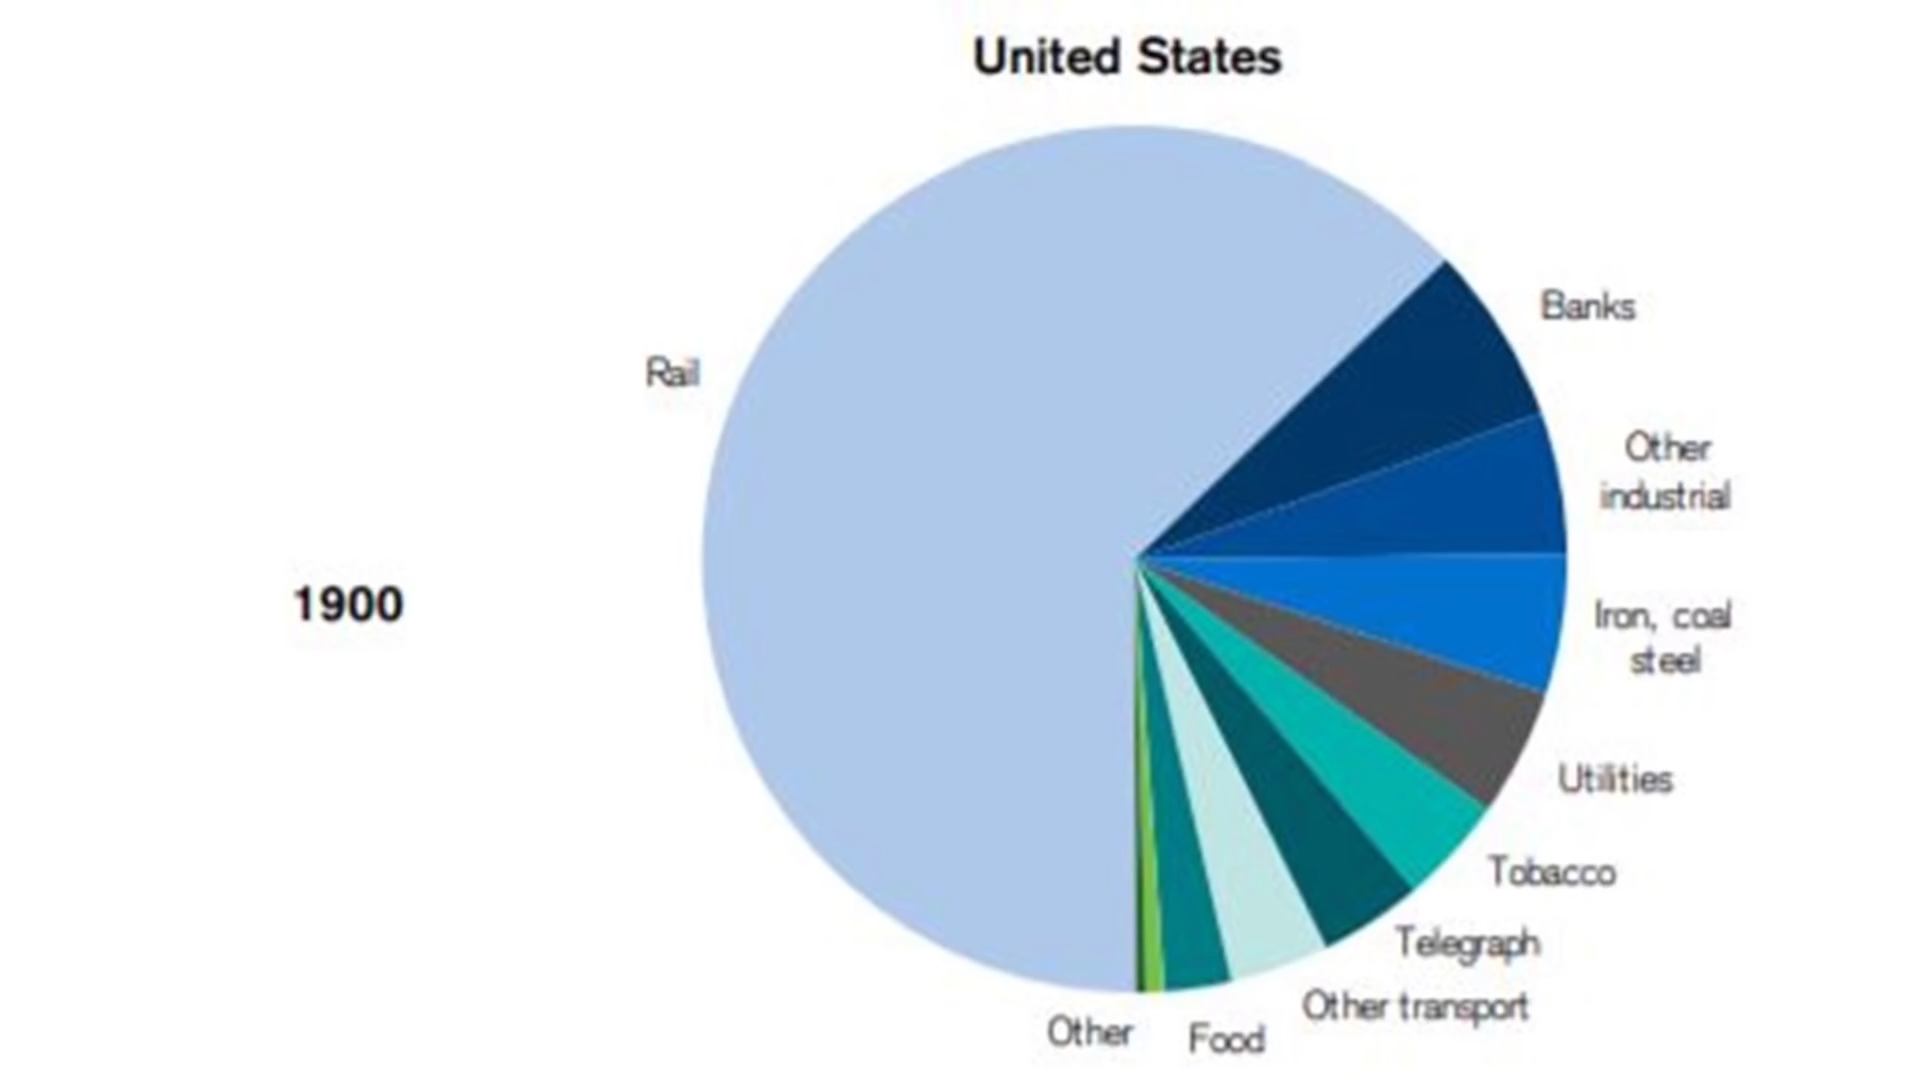 United States
Rail
Banks
Other
industrial
1900
Iron, coal
steel
Utilities
Tobacco
Telegraph
Other transport
Food
Other